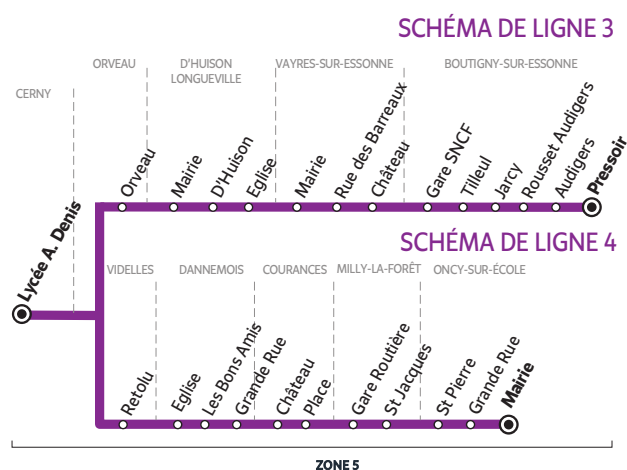 SCHÉMA DE LIGNE 3
CERNY
ORVEAU
D'HUISON
LONGUEVILLE
VAYRES-SUR-ESSONNE
BOUTIGNY-SUR-ESSONNE
Lycée A. Denis
Orveau
Mairie
D'Huison
Eglise
Mairie
Rue des Barreaux
Château
Gare SNCF
Tilleul
Jarcy
Rousset Audigers
Audigers
Pressoir
SCHÉMA DE LIGNE 4
VIDELLES
DANNEMOIS
COURANCES
MILLY-LA-FORÊT
ONCY-SUR-ÉCOLE
Retolu
Eglise
Les Bons Amis
Grande Rue
Château
Place
Gare Routière
St Jacques
St Pierre
Grande Rue
Mairie
ZONE 5